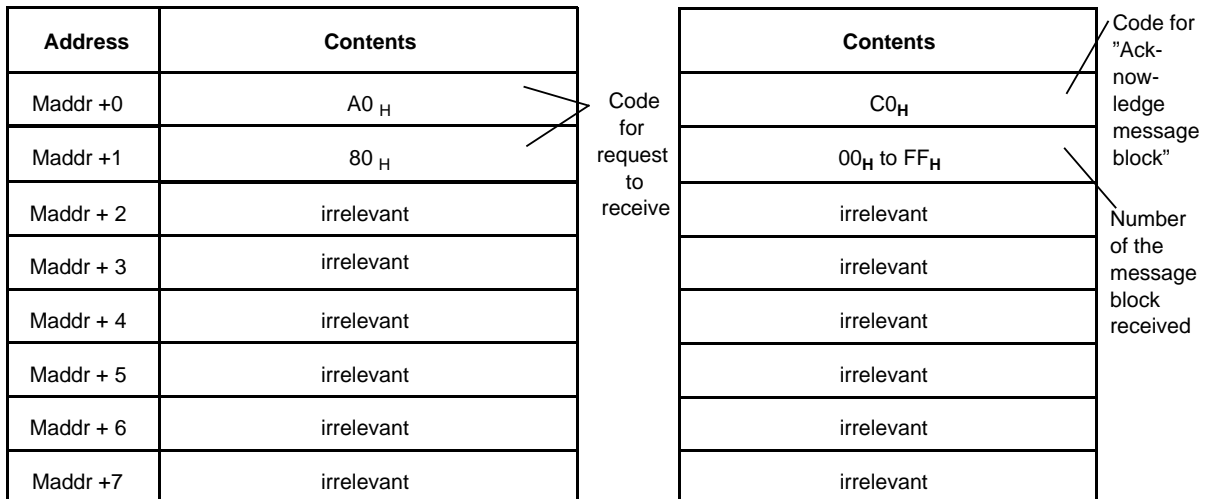 Address Contents
Maddr +0 A0 H
Maddr +1 80 H
Maddr + 2 irrelevant
Maddr + 3 irrelevant
Maddr + 4 irrelevant
Maddr + 5 irrelevant
Maddr + 6 irrelevant
Maddr +7 irrelevant
Code
for
request
to
receive
Contents
C0H
00H to FFH
irrelevant
irrelevant
irrelevant
irrelevant
irrelevant
irrelevant
Code for
”Ack-
now-
ledge
message
block”
Number
of the
message
block
received